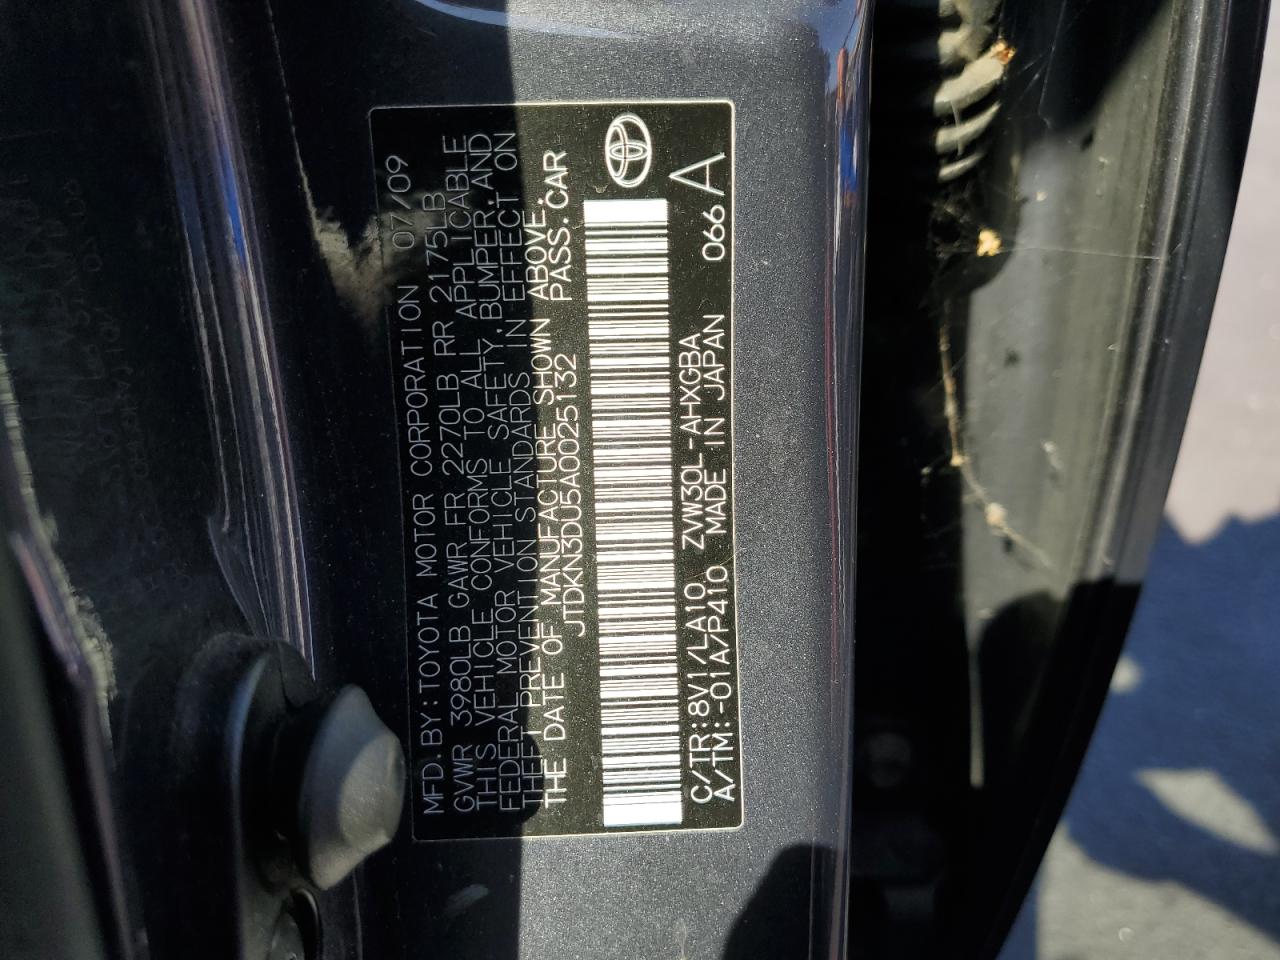 MFD.BY:TOYOTA MOTOR CORPORATION 07/09
GVWR 3980LB GAWR FR 2270LB RR 2175LB
THIS VEHICLE CONFORMS TO ALL APPLICABLE
FEDERAL MOTOR VEHICLE SAFETY,BUMPER,AND
THEFT PREVENTION STANDARDS IN EFFECT ON
THE DATE OF MANUFACTURE SHOWN ABOVE.
JTDKN3DU5A0025132 PASS.CAR
C/TR:8V1/LA10 ZVW30L-AHXGBA A
A/TM:-01A/P410 MADE IN JAPAN 066